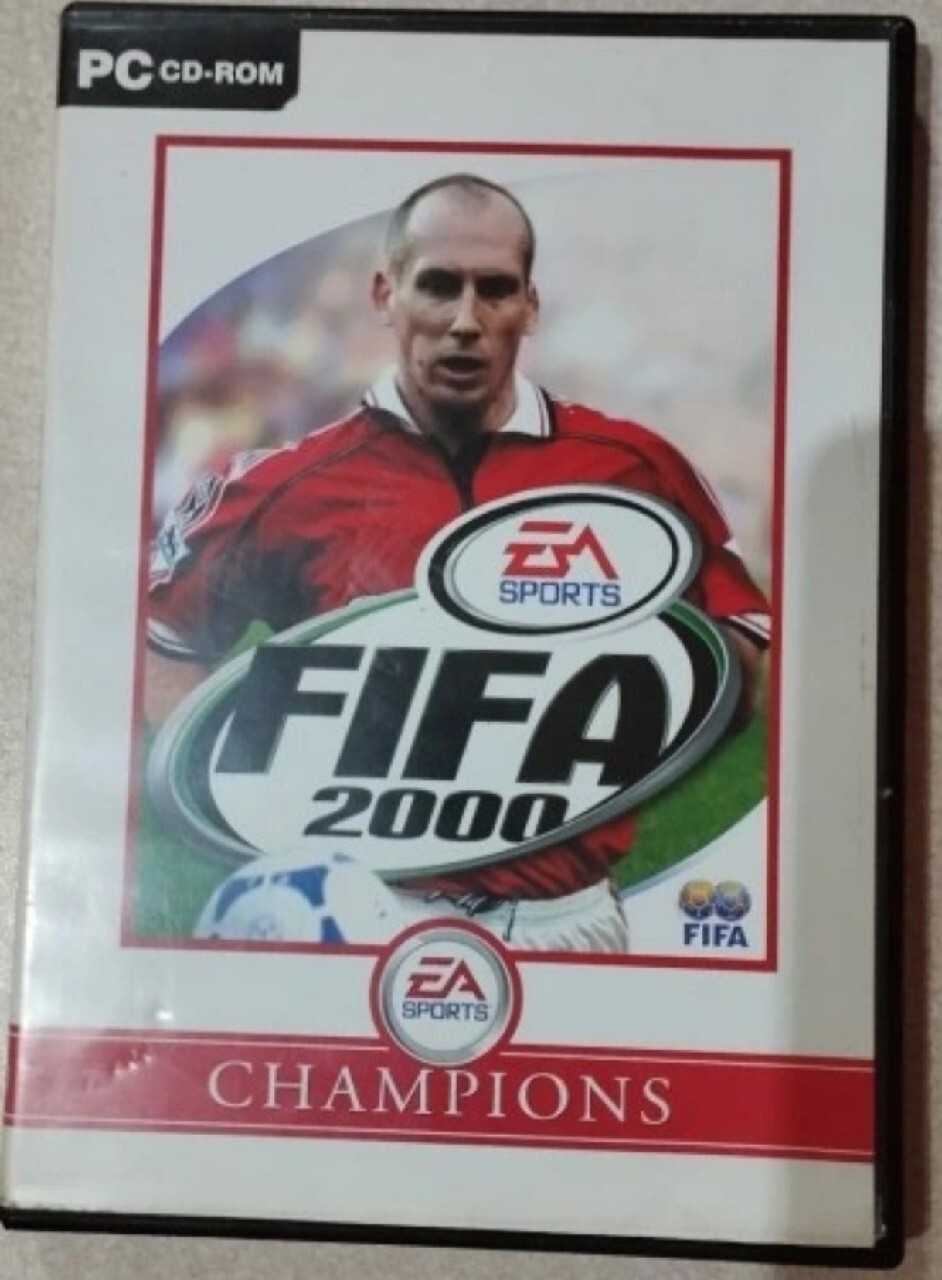 PC CD-ROM
EA
SPORTS
FIFA
2000
FIFA
EA
SPORTS
CHAMPIONS